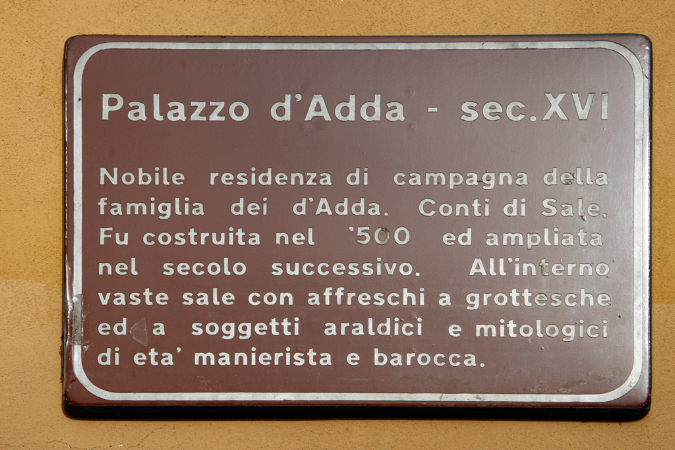 Palazzo d'Adda - sec.XVI
Nobile residenza di campagna della
famiglia dei d'Adda. Conti di Sale.
Fu costruita nel '500 ed ampliata
nel secolo successivo. All'interno
vaste sale con affreschi a grottesche
ed a soggetti araldici e mitologici
di eta' manierista e barocca.